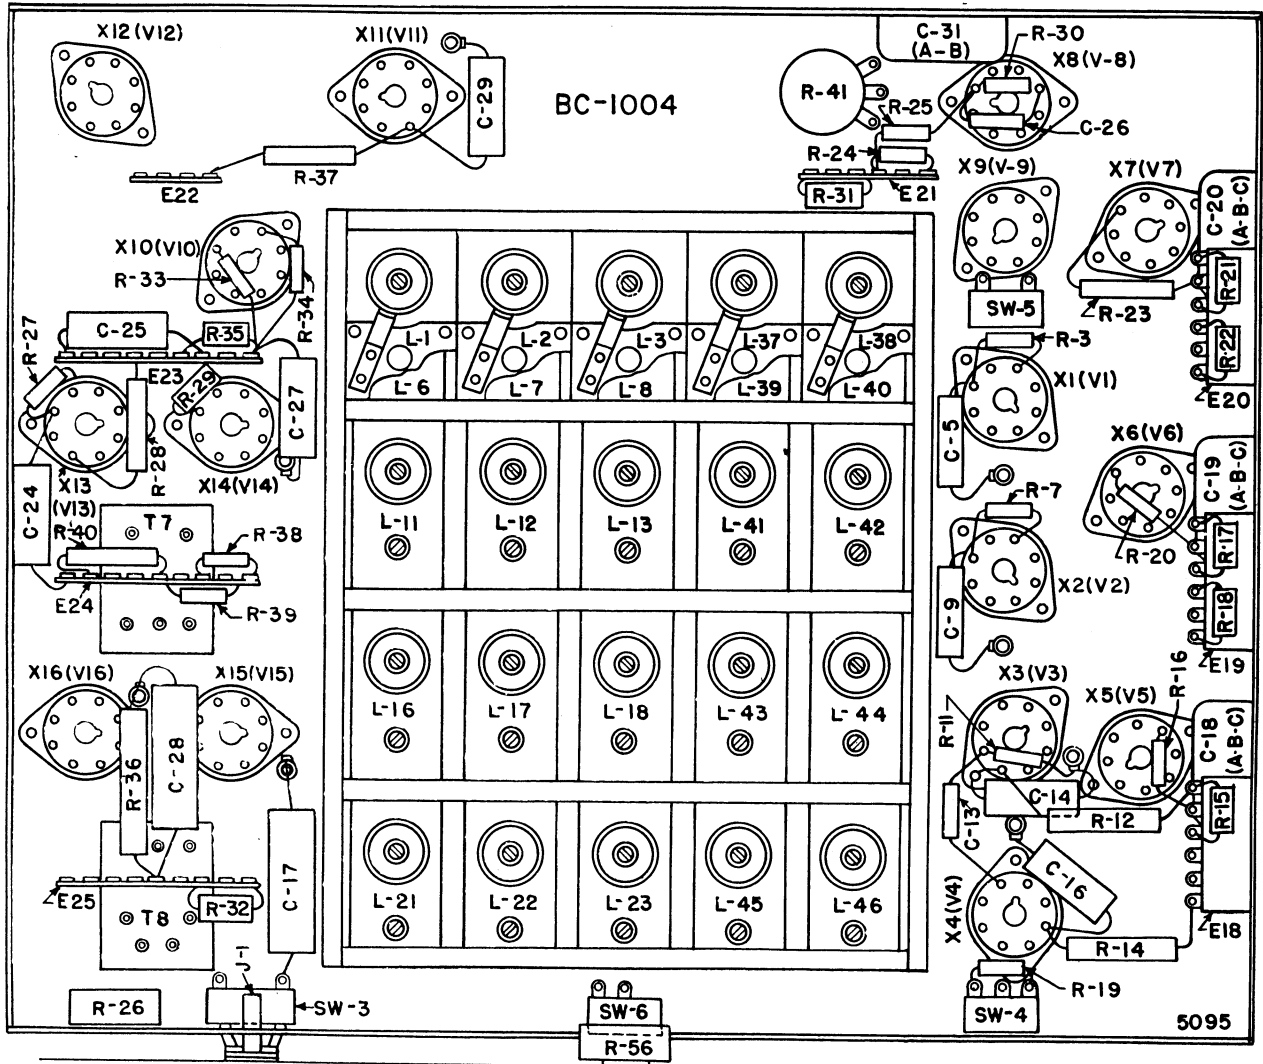 X12(V12)
X11(V11)
C-29
BC-1004
C-31
(A-B)
R-30
X8(V-8)
R-41
R-25
C-26
R-24
R-37
E22
R-31
E21
X9(V-9)
X7(V7)
C-20
(A-B-C)
X10(V10)
R-33
R-34
R-21
SW-5
R-23
R-27
C-25
R-35
L-1
L-2
L-3
L-37
L-38
R-3
R-22
E23
R-29
C-27
L-6
L-7
L-8
L-39
L-40
X1(V1)
E20
C-5
R-28
X13
(V13)
X14(V14)
X6(V6)
C-19
(A-B-C)
C-24
T7
R-40
R-38
L-11
L-12
L-13
L-41
L-42
R-7
R-20
R-17
E24
R-39
C-9
X2(V2)
R-18
E19
X16(V16)
X15(V15)
X3(V3)
X5(V5)
R-16
R-11
C-18
(A-B-C)
L-16
L-17
L-18
L-43
L-44
R-36
C-28
C-14
C-13
R-12
R-15
C-17
C-16
E25
T8
R-32
L-21
L-22
L-23
L-45
L-46
X4(V4)
E18
R-14
J-1
R-26
SW-3
SW-6
R-56
R-19
SW-4
5095